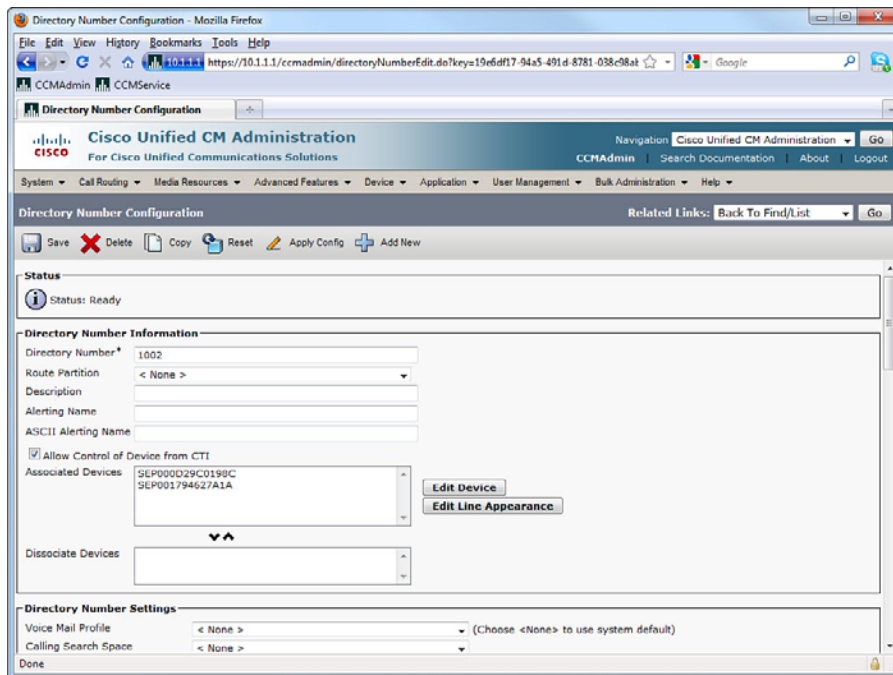 Directory Number Configuration - Mozilla Firefox
File Edit View History Bookmarks Tools Help
10.1.1.1 https://10.1.1.1/ccmadmin/directoryNumberEdit.do?key=19e6df17-94a5-491d-8781-038c98at Google
CCMAdmin CCMService
Directory Number Configuration
cisco Cisco Unified CM Administration
For Cisco Unified Communications Solutions
Navigation Cisco Unified CM Administration Go
CCMAdmin | Search Documentation | About | Logout
System Call Routing Media Resources Advanced Features Device Application User Management Bulk Administration Help
Directory Number Configuration Related Links: Back To Find/List Go
Save Delete Copy Reset Apply Config Add New
Status
Status: Ready
Directory Number Information
Directory Number* 1002
Route Partition < None >
Description
Alerting Name
ASCII Alerting Name
Allow Control of Device from CTI
Associated Devices SEP000D29C0198C
SEP001794627A1A
Edit Device
Edit Line Appearance
Dissociate Devices
Directory Number Settings
Voice Mail Profile < None > (Choose <None> to use system default)
Calling Search Space < None >
Done